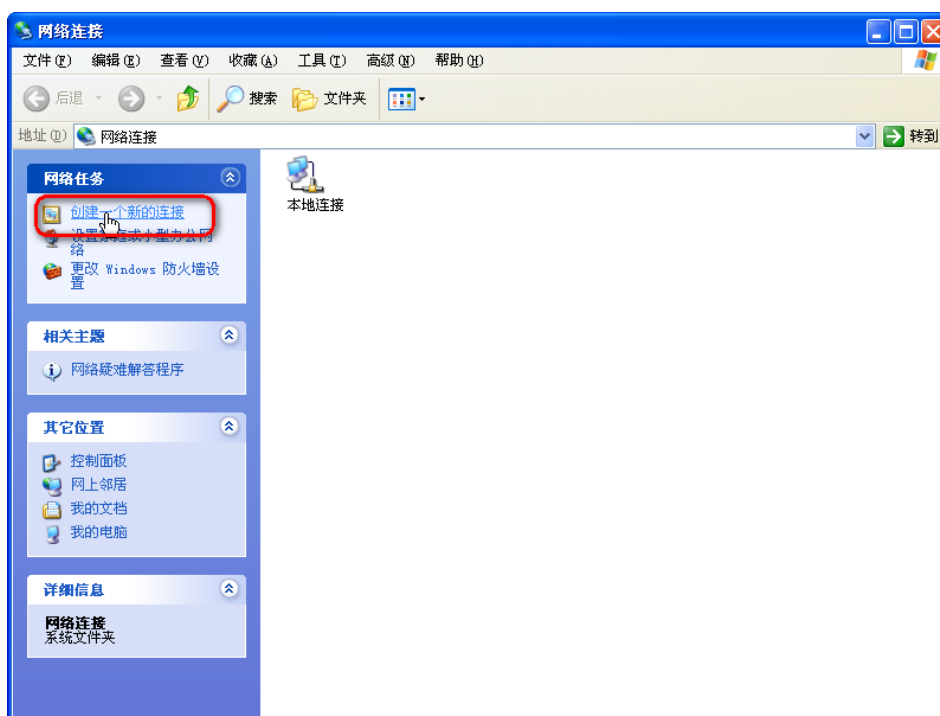 网络连接
文件(F) 编辑(E) 查看(V) 收藏(A) 工具(T) 高级(N) 帮助(H)
后退 搜索 文件夹
地址(D) 网络连接 转到
网络任务
创建一个新的连接
设置家庭或小型办公网
络
更改 Windows 防火墙设
置
本地连接
相关主题
网络疑难解答程序
其它位置
控制面板
网上邻居
我的文档
我的电脑
详细信息
网络连接
系统文件夹